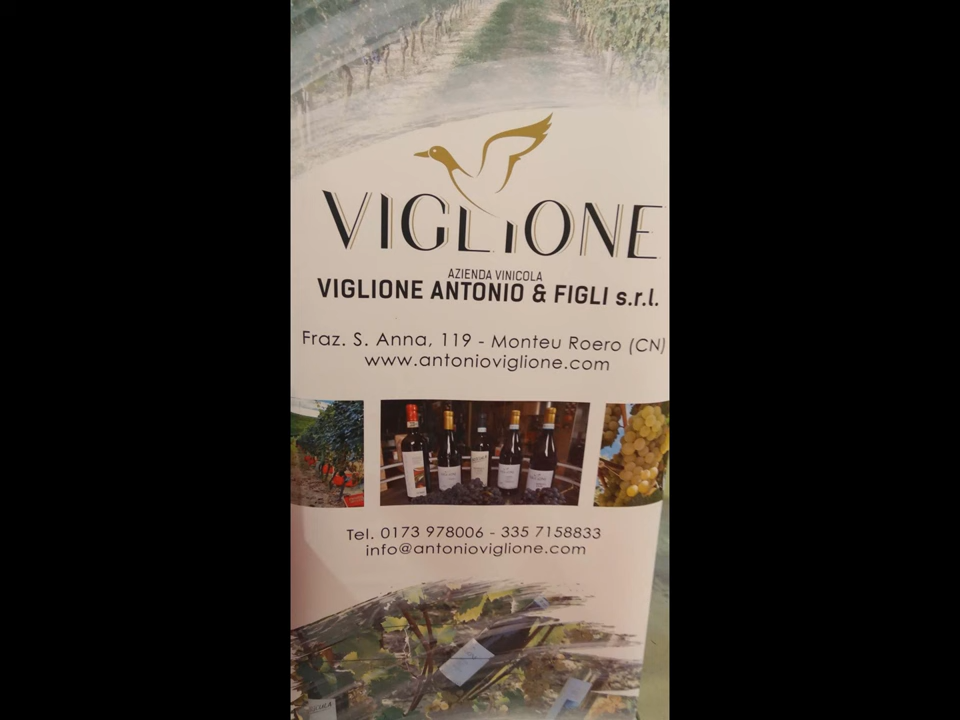 VIGLIONE
AZIENDA VINICOLA
VIGLIONE ANTONIO & FIGLI s.r.l.
Fraz. S. Anna, 119 - Monteu Roero (CN)
www.antonioviglione.com
Tel. 0173 978006 - 335 7158833
info@antonioviglione.com